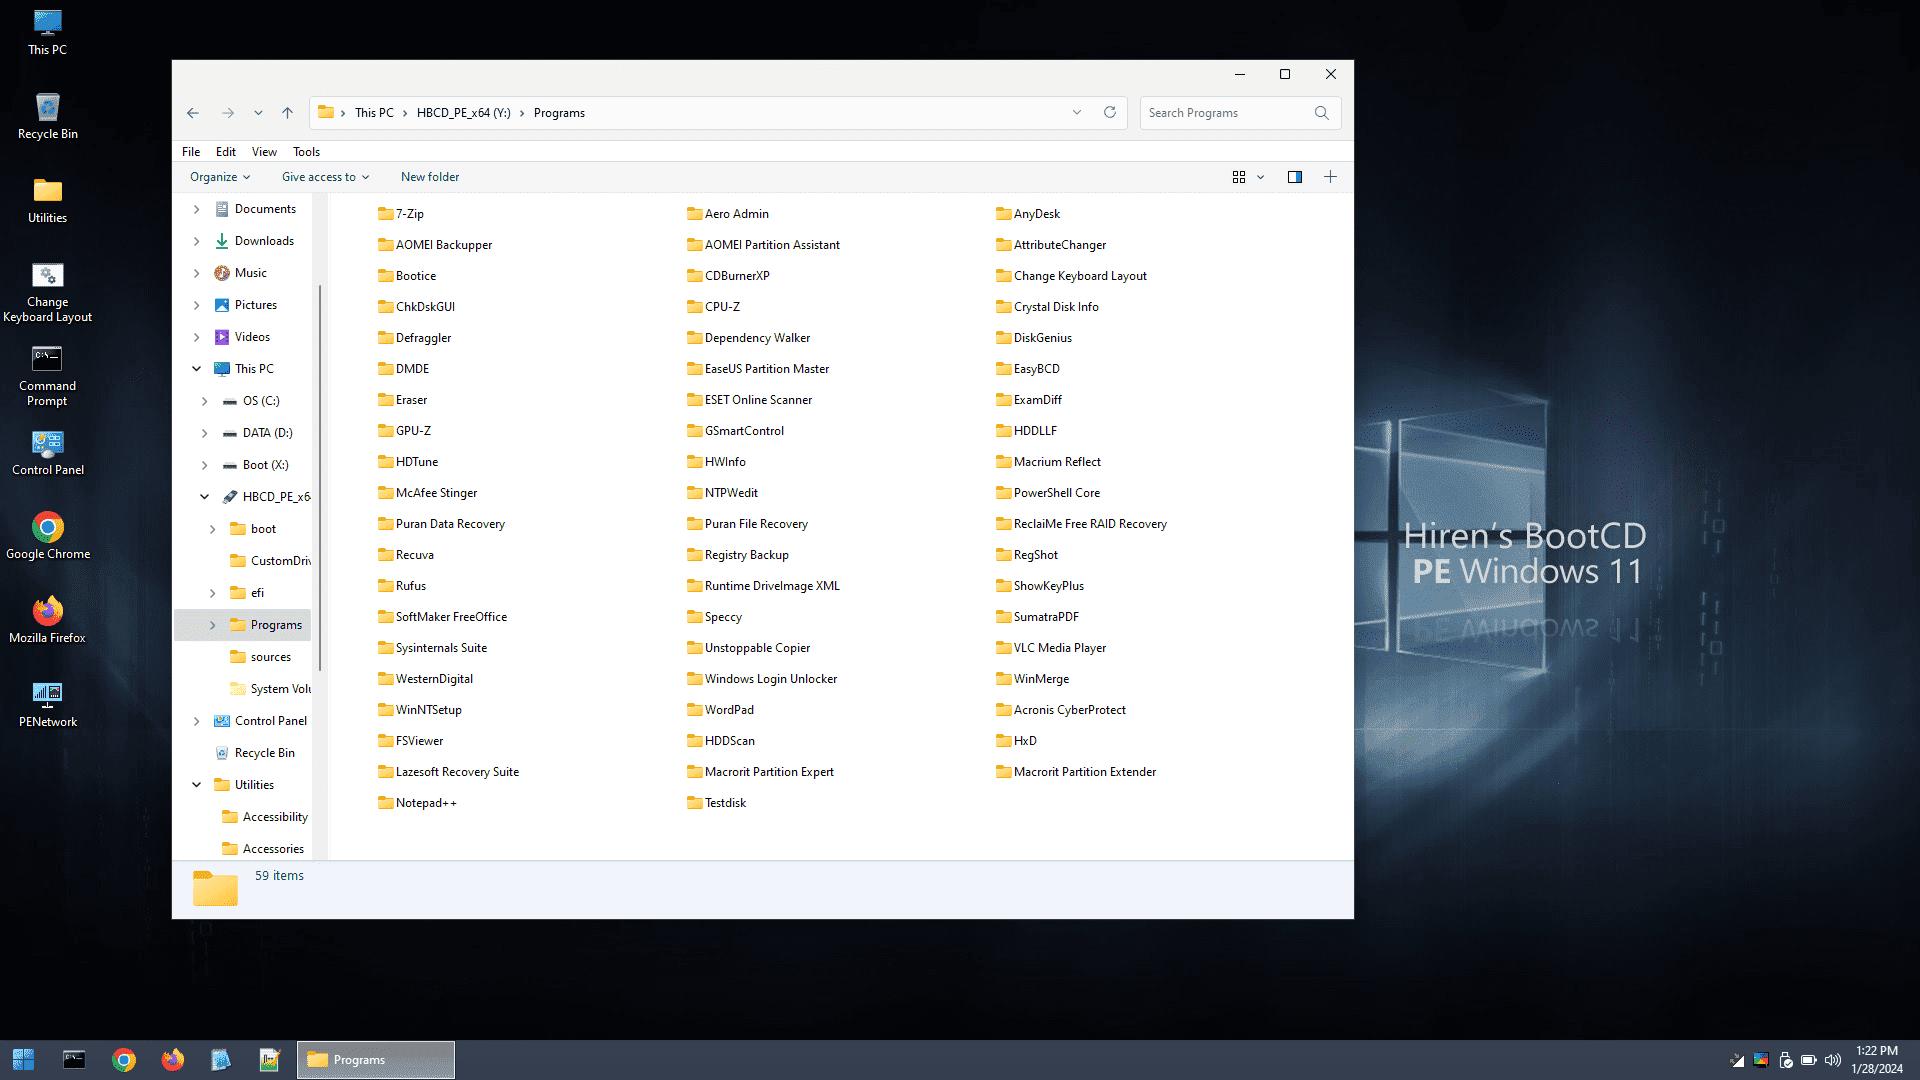 This PC
Recycle Bin
Utilities
Change
Keyboard Layout
Command
Prompt
Control Panel
Google Chrome
Mozilla Firefox
PENetwork
This PC
HBCD_PE_x64 (Y:)
Programs
Search Programs
File Edit View Tools
Organize Give access to New folder
Documents
Downloads
Music
Pictures
Videos
This PC
OS (C:)
DATA (D:)
Boot (X:)
HBCD_PE_x6
boot
CustomDriv
efi
Programs
sources
System Volu
Control Panel
Recycle Bin
Utilities
Accessibility
Accessories
7-Zip Aero Admin AnyDesk
AOMEI Backupper AOMEI Partition Assistant AttributeChanger
Bootice CDBurnerXP Change Keyboard Layout
ChkDskGUI CPU-Z Crystal Disk Info
Defraggler Dependency Walker DiskGenius
DMDE EaseUS Partition Master EasyBCD
Eraser ESET Online Scanner ExamDiff
GPU-Z GSmartControl HDDLLF
HDTune HWInfo Macrium Reflect
McAfee Stinger NTPWedit PowerShell Core
Puran Data Recovery Puran File Recovery ReclaiMe Free RAID Recovery
Recuva Registry Backup RegShot
Rufus Runtime DriveImage XML ShowKeyPlus
SoftMaker FreeOffice Speccy SumatraPDF
Sysinternals Suite Unstoppable Copier VLC Media Player
WesternDigital Windows Login Unlocker WinMerge
WinNTSetup WordPad Acronis CyberProtect
FSViewer HDDScan HxD
Lazesoft Recovery Suite Macrorit Partition Expert Macrorit Partition Extender
Notepad++ Testdisk
59 items
Hiren's BootCD
PE Windows 11
Programs
1:22 PM
1/28/2024